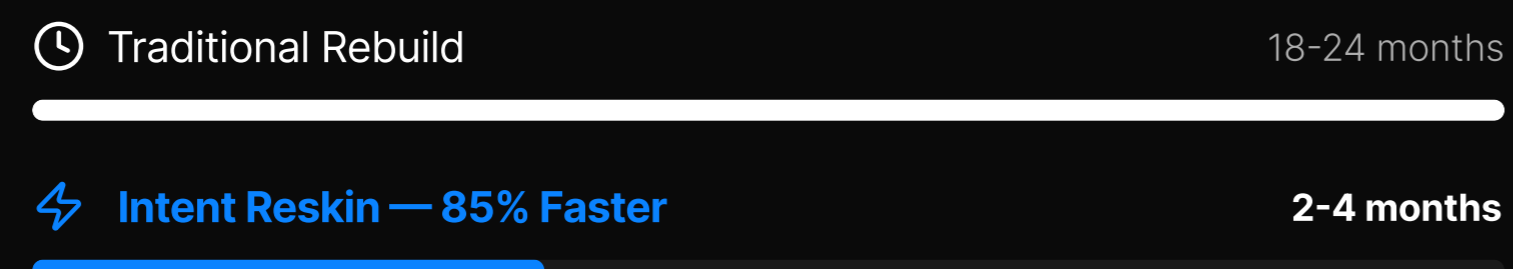 Traditional Rebuild 18-24 months
Intent Reskin — 85% Faster 2-4 months